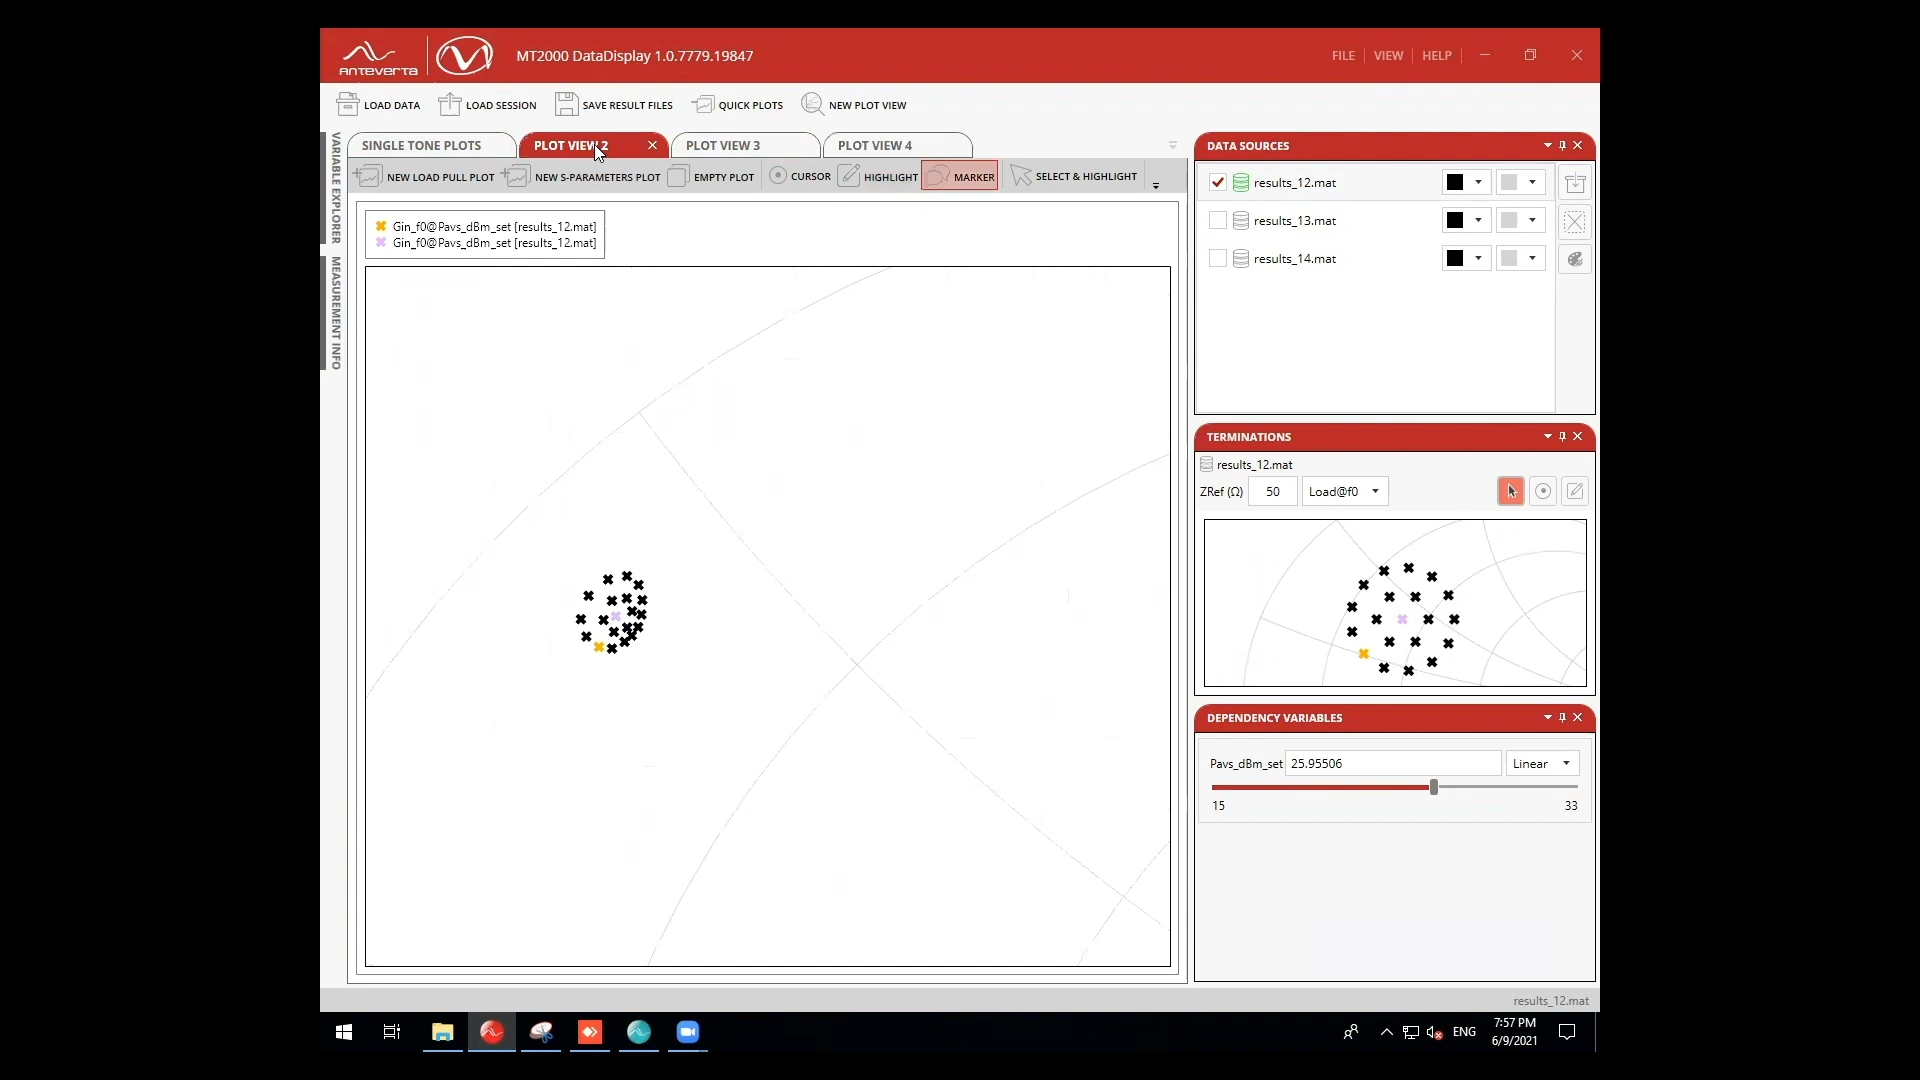 ANTEVERTA
MT2000 DataDisplay 1.0.7779.19847
FILE
VIEW
HELP
LOAD DATA
LOAD SESSION
SAVE RESULT FILES
QUICK PLOTS
NEW PLOT VIEW
VARIABLE EXPLORER
MEASUREMENT INFO
SINGLE TONE PLOTS
PLOT VIEW 2
PLOT VIEW 3
PLOT VIEW 4
NEW LOAD PULL PLOT
NEW S-PARAMETERS PLOT
EMPTY PLOT
CURSOR
HIGHLIGHT
MARKER
SELECT & HIGHLIGHT
Gin_f0@Pavs_dBm_set [results_12.mat]
Gin_f0@Pavs_dBm_set [results_12.mat]
DATA SOURCES
results_12.mat
results_13.mat
results_14.mat
TERMINATIONS
results_12.mat
ZRef (Ω) 50 Load@f0
DEPENDENCY VARIABLES
Pavs_dBm_set 25.95506 Linear
15 33
results_12.mat
ENG
7:57 PM
6/9/2021